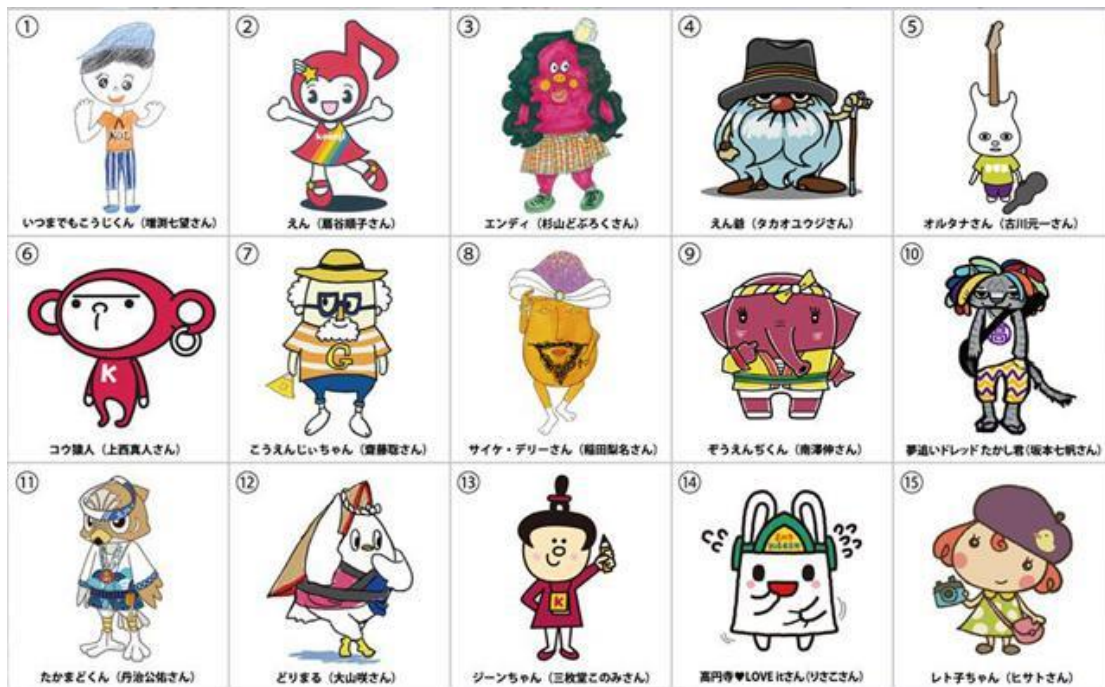 ①
いつまでもこうじくん（増渕七望さん）
②
えん（蔦谷順子さん）
③
エンディ（杉山どぶろくさん）
④
えん爺（タカオユウジさん）
⑤
オルタナさん（古川元一さん）
⑥
K
コウ猿人（上西真人さん）
⑦
G
こうえんじぃちゃん（齋藤聡さん）
⑧
サイケ・デリーさん（稲田梨名さん）
⑨
ぞうえんぢくん（南澤伸さん）
⑩
夢追いドレッド たかし君（坂本七帆さん）
⑪
たかまどくん（丹治公佑さん）
⑫
どりまる（大山咲さん）
⑬
K
ジーンちゃん（三枚堂このみさん）
⑭
高円寺♥LOVE itさん（りさこさん）
⑮
レト子ちゃん（ヒサトさん）